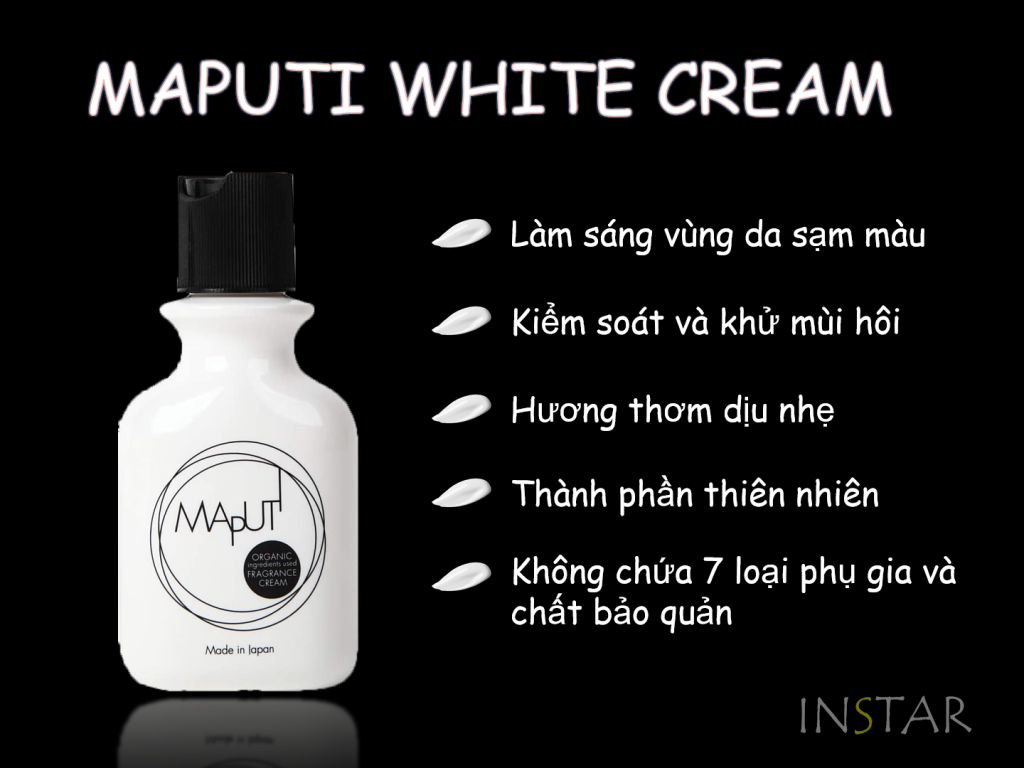 MAPUTI WHITE CREAM
Làm sáng vùng da sạm màu
Kiểm soát và khử mùi hôi
Hương thơm dịu nhẹ
Thành phần thiên nhiên
Không chứa 7 loại phụ gia và
chất bảo quản
MAPUTI
ORGANIC
ingredients used
FRAGRANCE
CREAM
Made in Japan
INSTAR